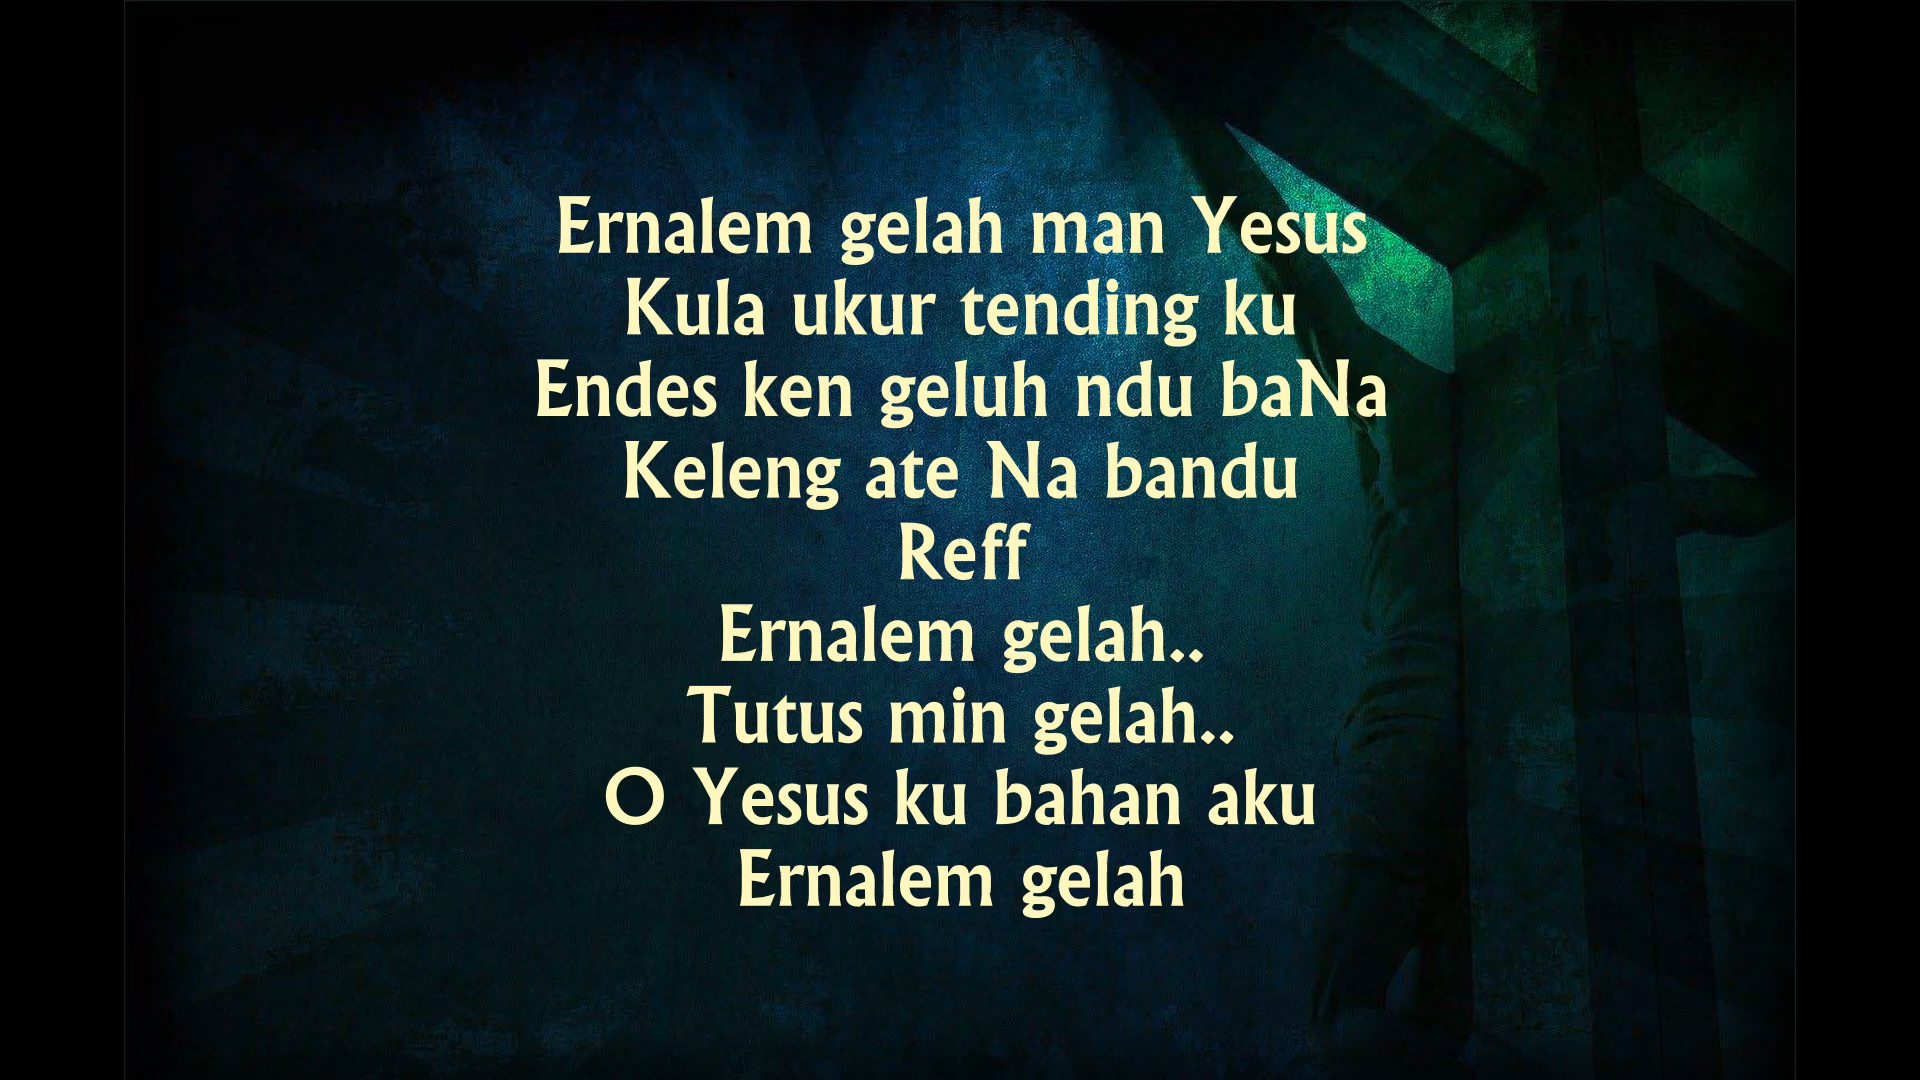 Ernalem gelah man Yesus
Kula ukur tending ku
Endes ken geluh ndu baNa
Keleng ate Na bandu
Reff
Ernalem gelah..
Tutus min gelah..
O Yesus ku bahan aku
Ernalem gelah